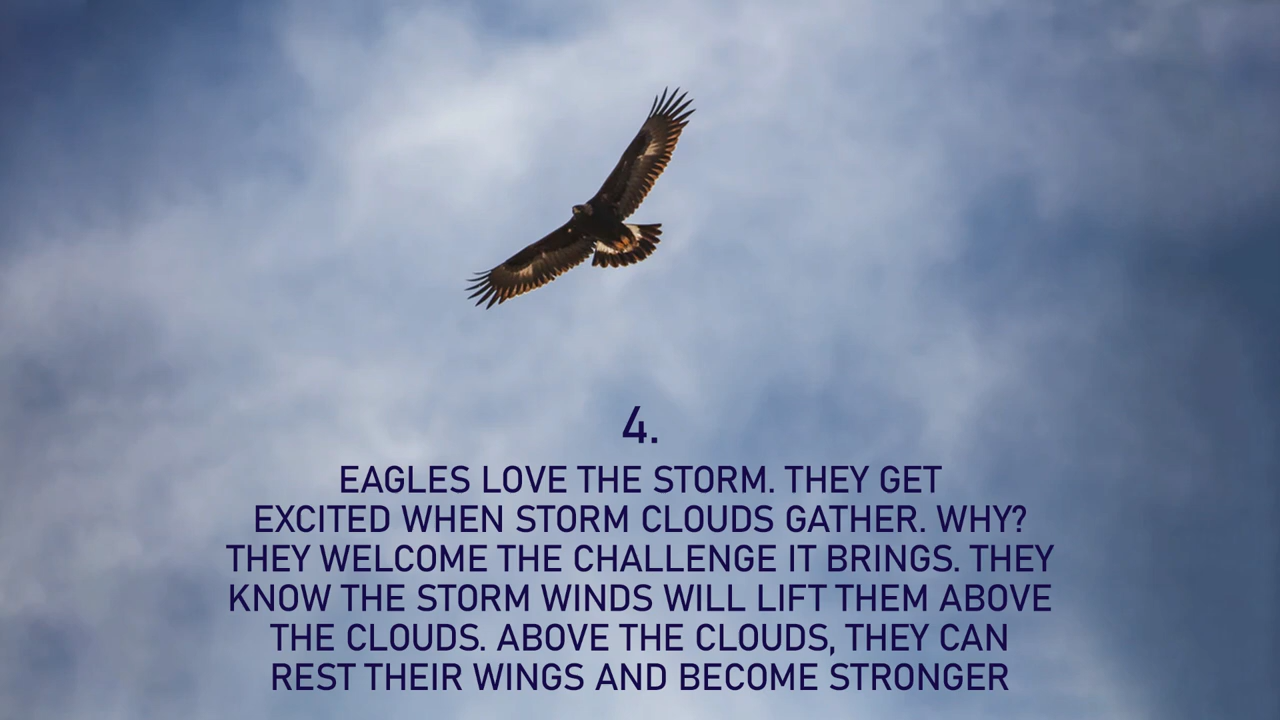 4.
EAGLES LOVE THE STORM. THEY GET
EXCITED WHEN STORM CLOUDS GATHER. WHY?
THEY WELCOME THE CHALLENGE IT BRINGS. THEY
KNOW THE STORM WINDS WILL LIFT THEM ABOVE
THE CLOUDS. ABOVE THE CLOUDS, THEY CAN
REST THEIR WINGS AND BECOME STRONGER